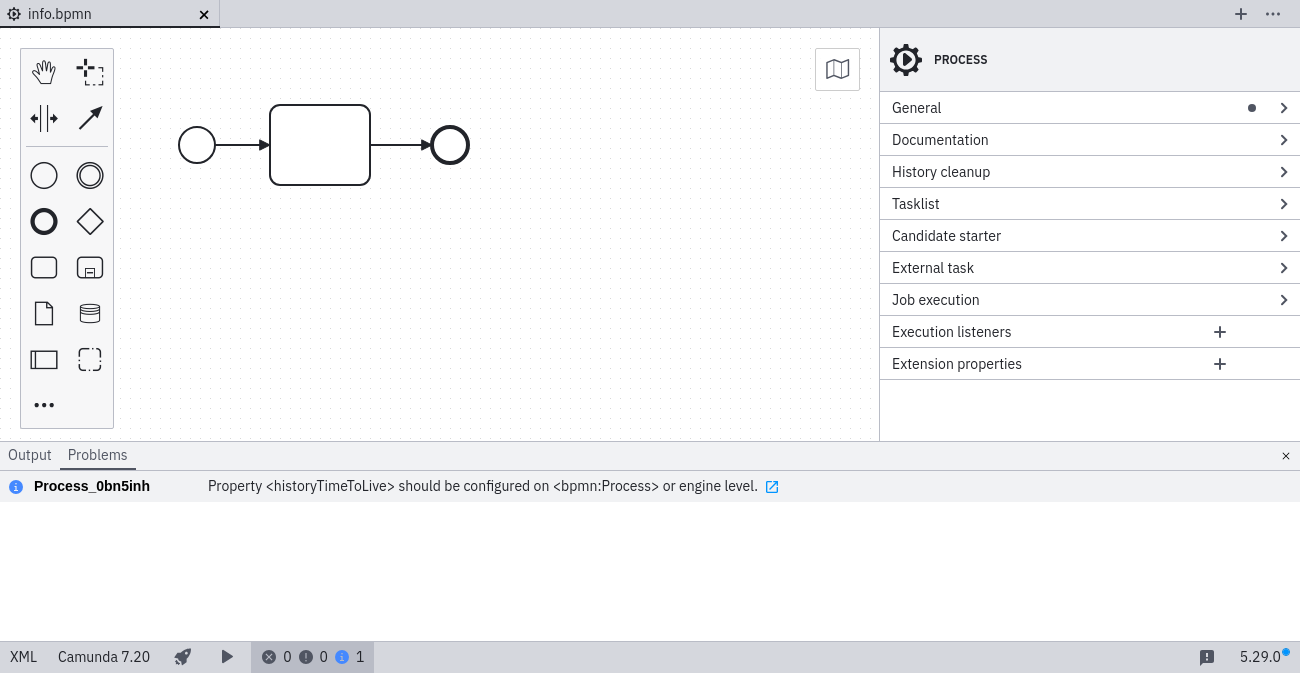 info.bpmn
PROCESS
General
Documentation
History cleanup
Tasklist
Candidate starter
External task
Job execution
Execution listeners
Extension properties
Output Problems
Process_0bn5inh Property <historyTimeToLive> should be configured on <bpmn:Process> or engine level.
XML Camunda 7.20 0 0 1 5.29.0